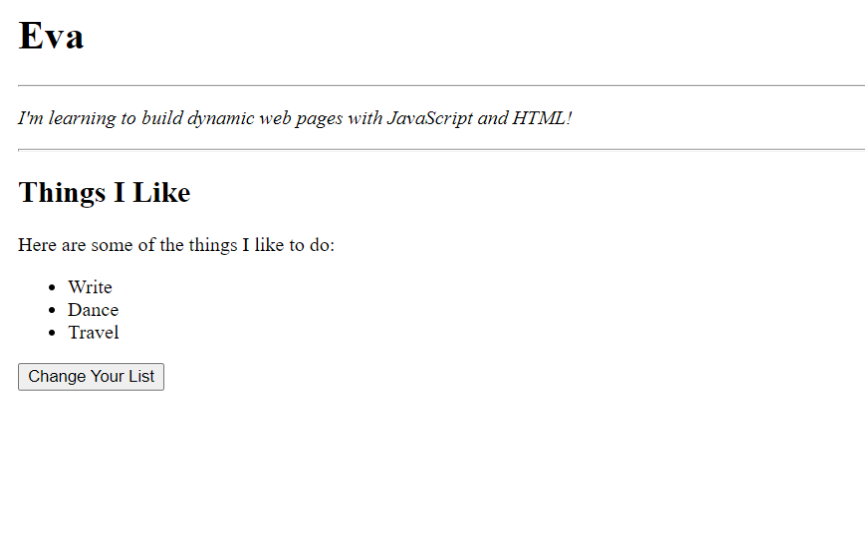 Eva
I'm learning to build dynamic web pages with JavaScript and HTML!
Things I Like
Here are some of the things I like to do:
Write
Dance
Travel
Change Your List